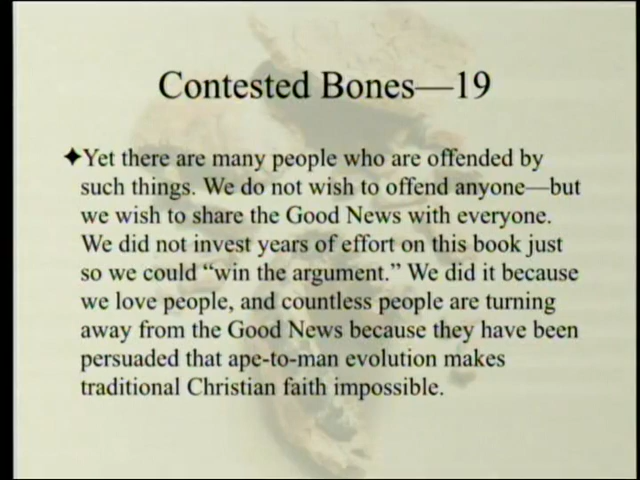 Contested Bones—19
✦Yet there are many people who are offended by
such things. We do not wish to offend anyone—but
we wish to share the Good News with everyone.
We did not invest years of effort on this book just
so we could “win the argument.” We did it because
we love people, and countless people are turning
away from the Good News because they have been
persuaded that ape-to-man evolution makes
traditional Christian faith impossible.